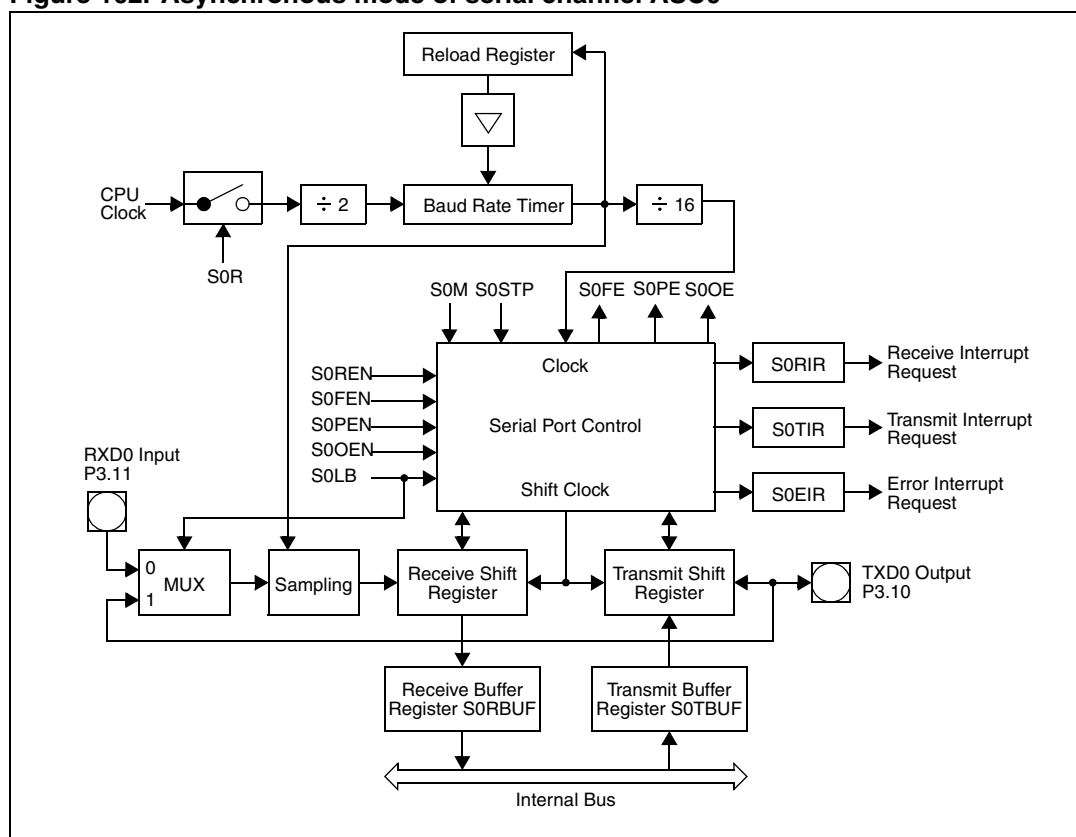 Figure 102. Asynchronous mode of serial channel ASC0
Reload Register
CPU
Clock
÷ 2
Baud Rate Timer
÷ 16
S0R
S0M
S0STP
S0FE
S0PE
S0OE
Clock
S0REN
S0FEN
S0PEN
S0OEN
S0LB
Serial Port Control
Shift Clock
S0RIR
Receive Interrupt
Request
S0TIR
Transmit Interrupt
Request
S0EIR
Error Interrupt
Request
RXD0 Input
P3.11
0
1
MUX
Sampling
Receive Shift
Register
Transmit Shift
Register
TXD0 Output
P3.10
Receive Buffer
Register S0RBUF
Transmit Buffer
Register S0TBUF
Internal Bus